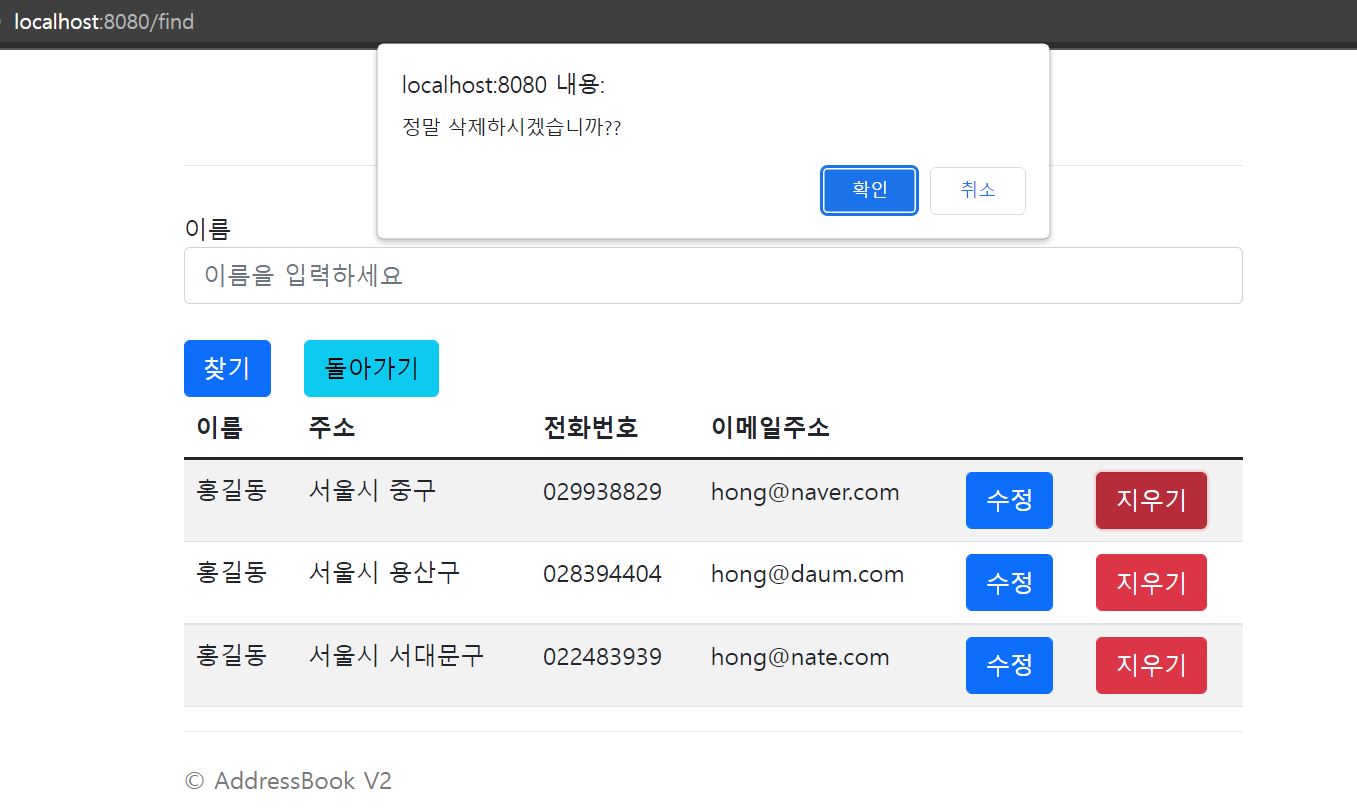 localhost:8080/find
localhost:8080 내용:
정말 삭제하시겠습니까??
확인 취소
이름
이름을 입력하세요
찾기 돌아가기
이름 주소 전화번호 이메일주소
홍길동 서울시 중구 029938829 hong@naver.com 수정 지우기
홍길동 서울시 용산구 028394404 hong@daum.com 수정 지우기
홍길동 서울시 서대문구 022483939 hong@nate.com 수정 지우기
© AddressBook V2